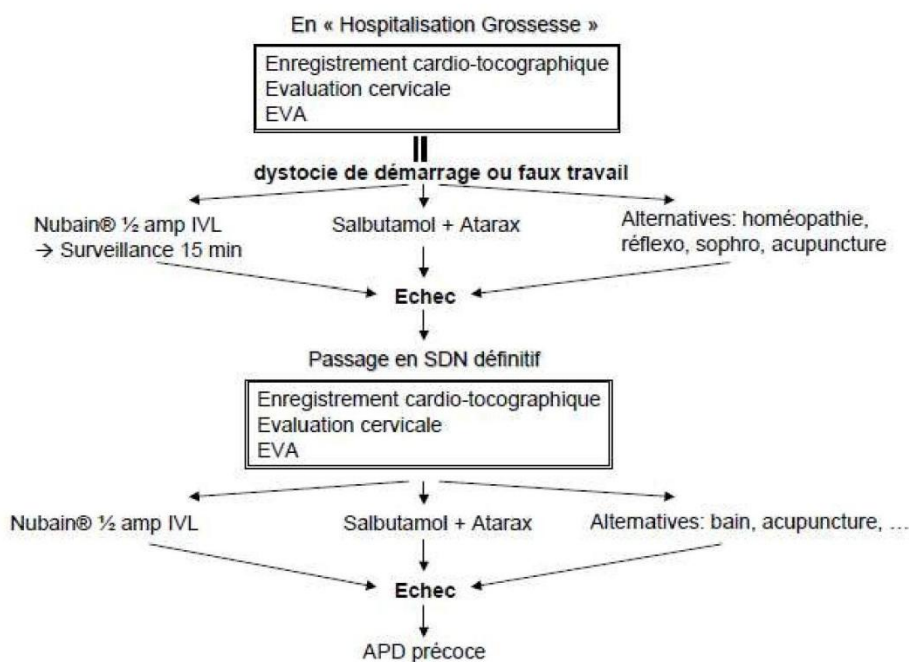 En « Hospitalisation Grossesse »
Enregistrement cardio-tocographique
Evaluation cervicale
EVA
dystocie de démarrage ou faux travail
Nubain® ½ amp IVL
→ Surveillance 15 min
Salbutamol + Atarax
Alternatives: homéopathie,
réflexo, sophro, acupuncture
Echec
Passage en SDN définitif
Enregistrement cardio-tocographique
Evaluation cervicale
EVA
Nubain® ½ amp IVL
Salbutamol + Atarax
Alternatives: bain, acupuncture, …
Echec
APD précoce